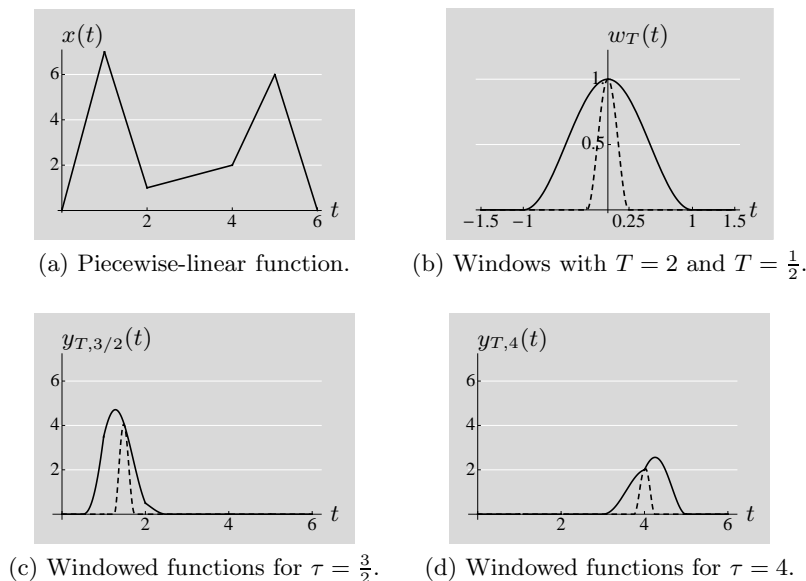 x(t)
6
4
2
2 4 6 t
(a) Piecewise-linear function.
w_T(t)
1
0.5
−1.5 −1 0.25 1 1.5 t
(b) Windows with T = 2 and T = 1/2.
y_{T,3/2}(t)
6
4
2
2 4 6 t
(c) Windowed functions for τ = 3/2.
y_{T,4}(t)
6
4
2
2 4 6 t
(d) Windowed functions for τ = 4.